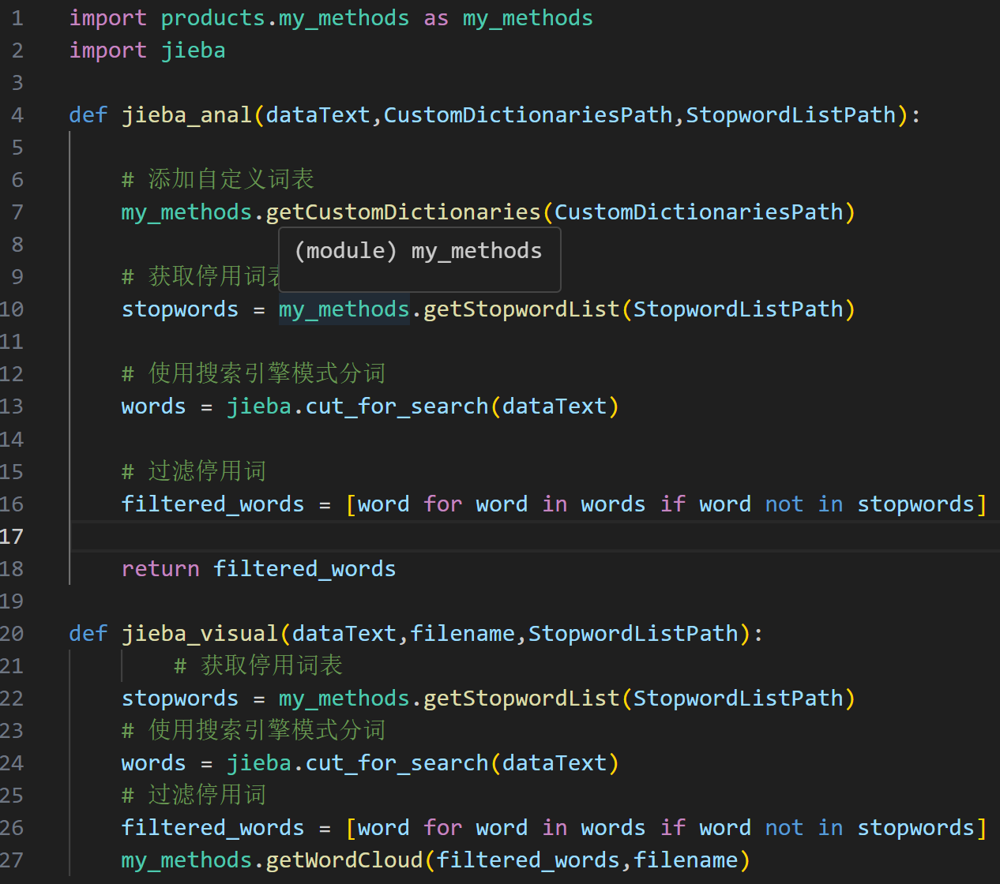 1 import products.my_methods as my_methods
2 import jieba
3
4 def jieba_anal(dataText,CustomDictionariesPath,StopwordListPath):
5
6 # 添加自定义词表
7 my_methods.getCustomDictionaries(CustomDictionariesPath)
8 (module) my_methods
9 # 获取停用词
10 stopwords = my_methods.getStopwordList(StopwordListPath)
11
12 # 使用搜索引擎模式分词
13 words = jieba.cut_for_search(dataText)
14
15 # 过滤停用词
16 filtered_words = [word for word in words if word not in stopwords]
17
18 return filtered_words
19
20 def jieba_visual(dataText,filename,StopwordListPath):
21 # 获取停用词表
22 stopwords = my_methods.getStopwordList(StopwordListPath)
23 # 使用搜索引擎模式分词
24 words = jieba.cut_for_search(dataText)
25 # 过滤停用词
26 filtered_words = [word for word in words if word not in stopwords]
27 my_methods.getWordCloud(filtered_words,filename)